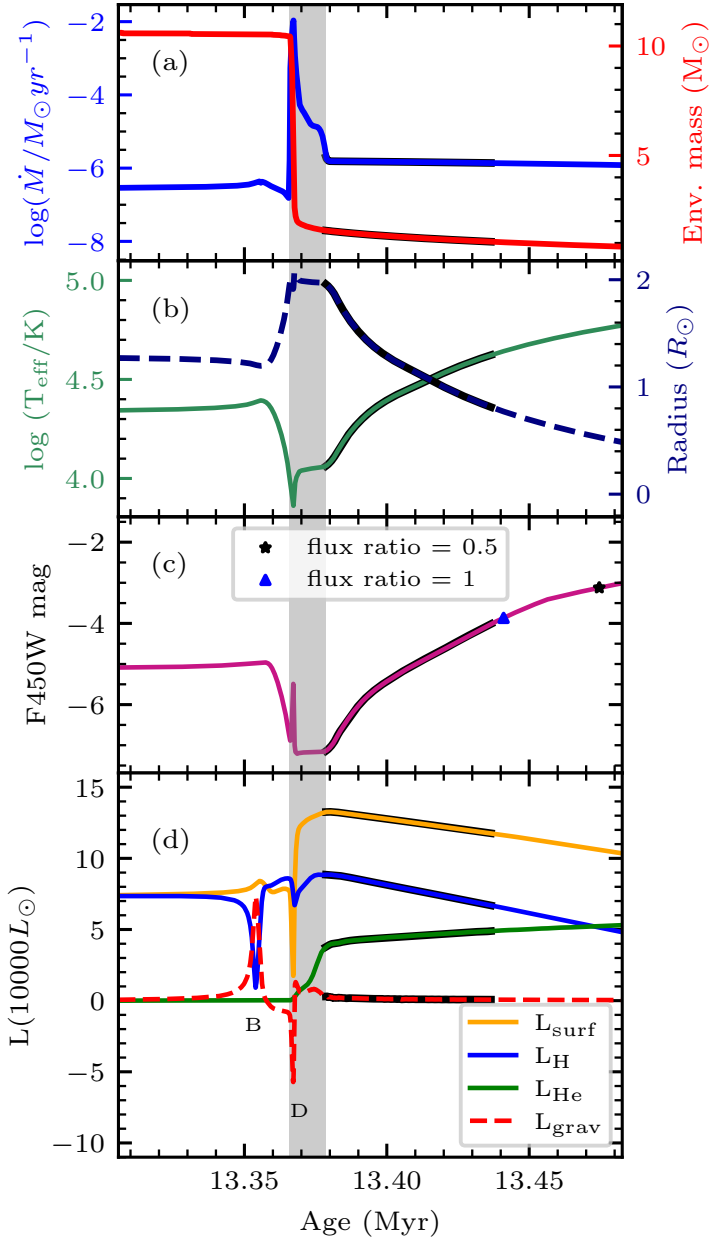 (a)
log(Ṁ/M⊙yr−1)
−2
−4
−6
−8
10
5
Env. mass (M⊙)
(b)
log (Teff/K)
5.0
4.5
4.0
2
1
0
Radius (R⊙)
(c)
F450W mag
−2
−4
−6
flux ratio = 0.5
flux ratio = 1
(d)
L(10000L⊙)
15
10
5
0
−5
−10
B
D
Lsurf
LH
LHe
Lgrav
13.35
13.40
13.45
Age (Myr)